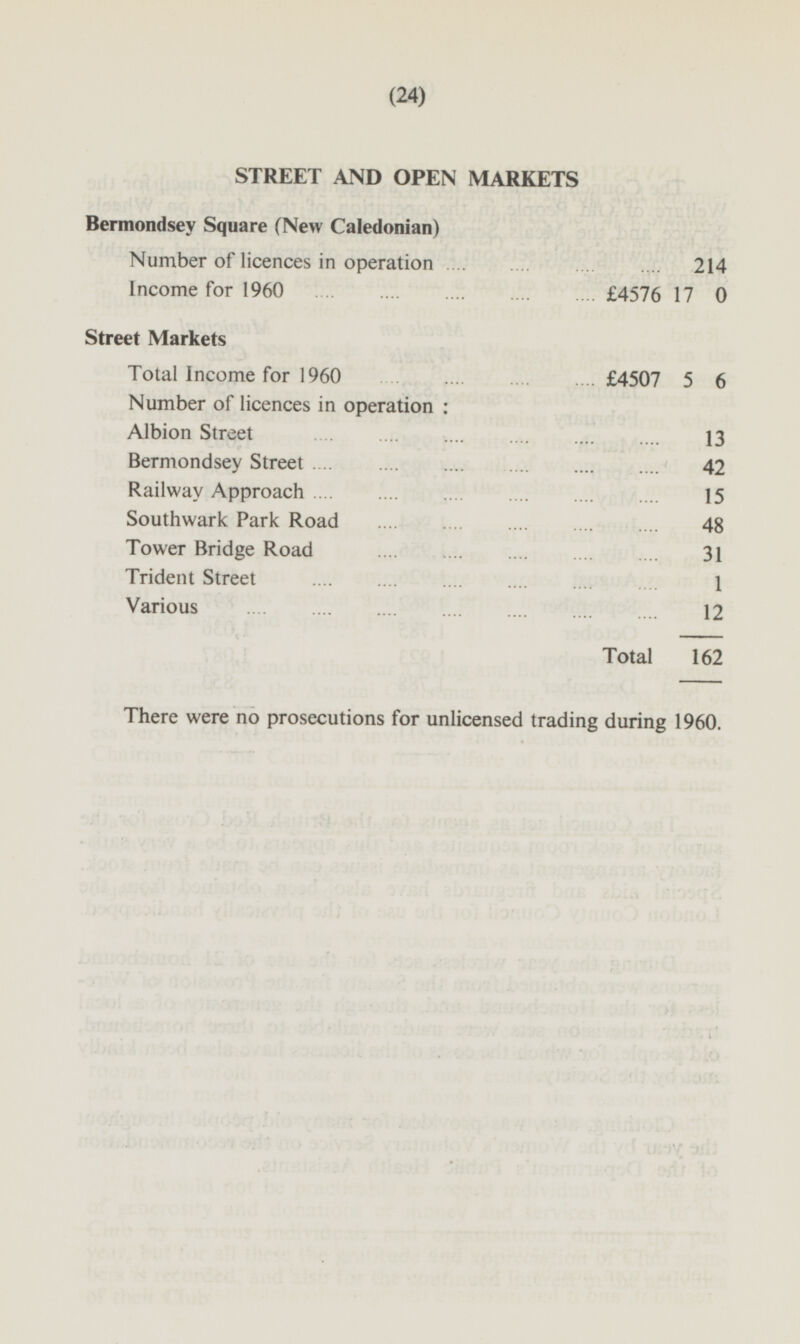 (24)
STREET AND OPEN MARKETS
Bermondsey Square (New Caledonian)
Number of licences in operation .... .... .... .... 214
Income for 1960 .... .... .... .... .... £4576 17 0
Street Markets
Total Income for 1960 .... .... .... .... £4507 5 6
Number of licences in operation :
Albion Street .... .... .... .... .... .... 13
Bermondsey Street .... .... .... .... .... .... 42
Railway Approach .... .... .... .... .... .... 15
Southwark Park Road .... .... .... .... .... 48
Tower Bridge Road .... .... .... .... .... 31
Trident Street .... .... .... .... .... .... 1
Various .... .... .... .... .... .... .... 12
Total 162
There were no prosecutions for unlicensed trading during 1960.